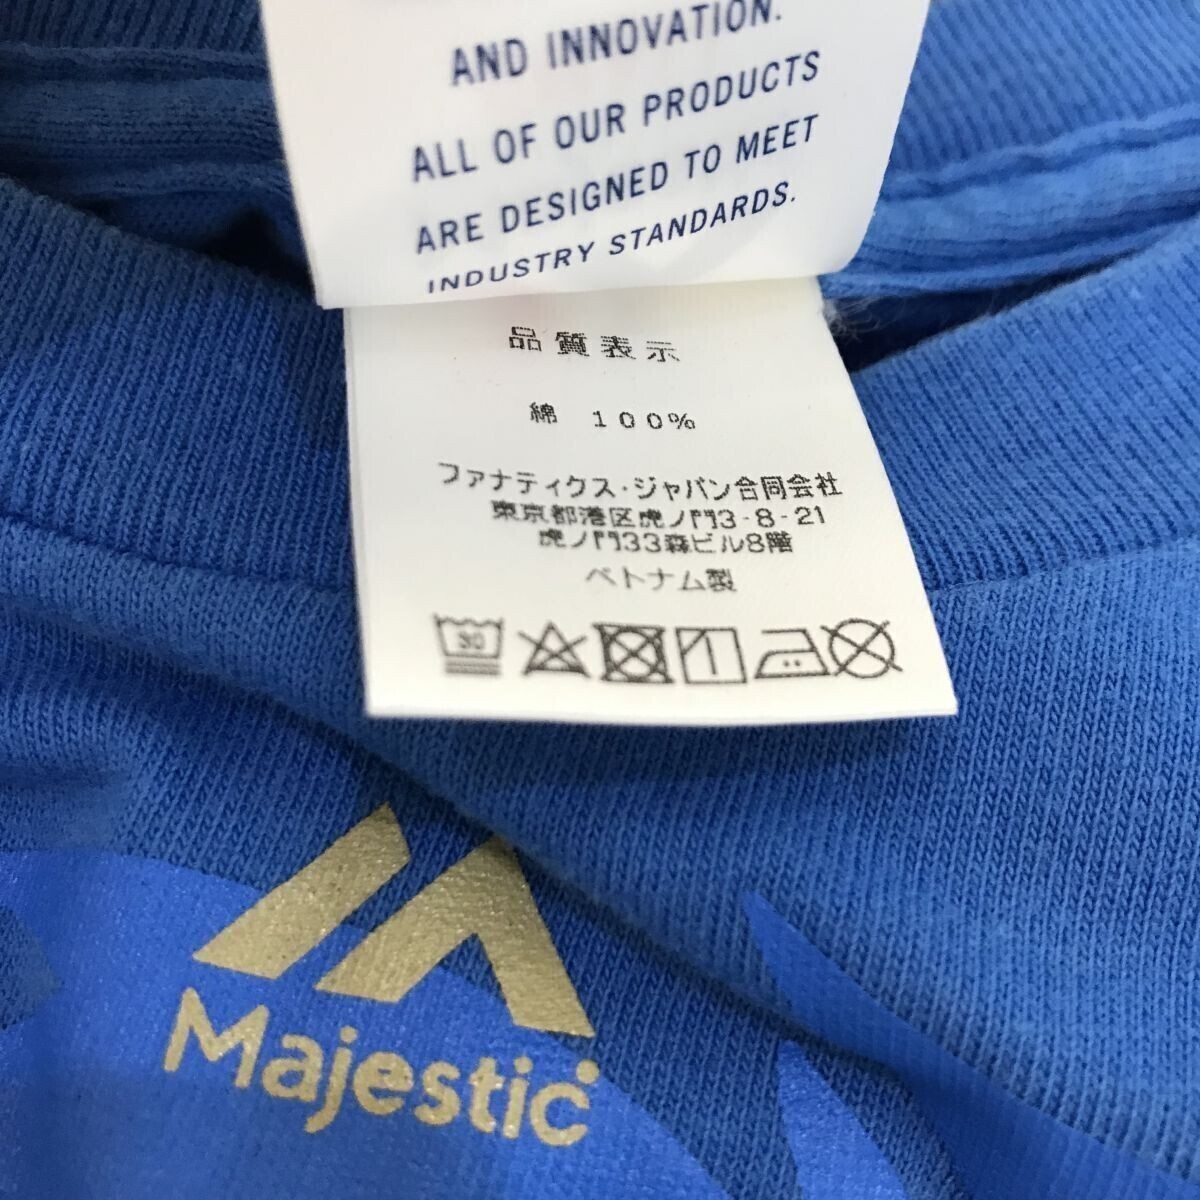 AND INNOVATION.
ALL OF OUR PRODUCTS
ARE DESIGNED TO MEET
INDUSTRY STANDARDS.
品質表示
綿 100%
ファナティクス・ジャパン合同会社
東京都港区虎ノ門3-8-21
虎ノ門33森ビル8階
ベトナム製
30
Majestic